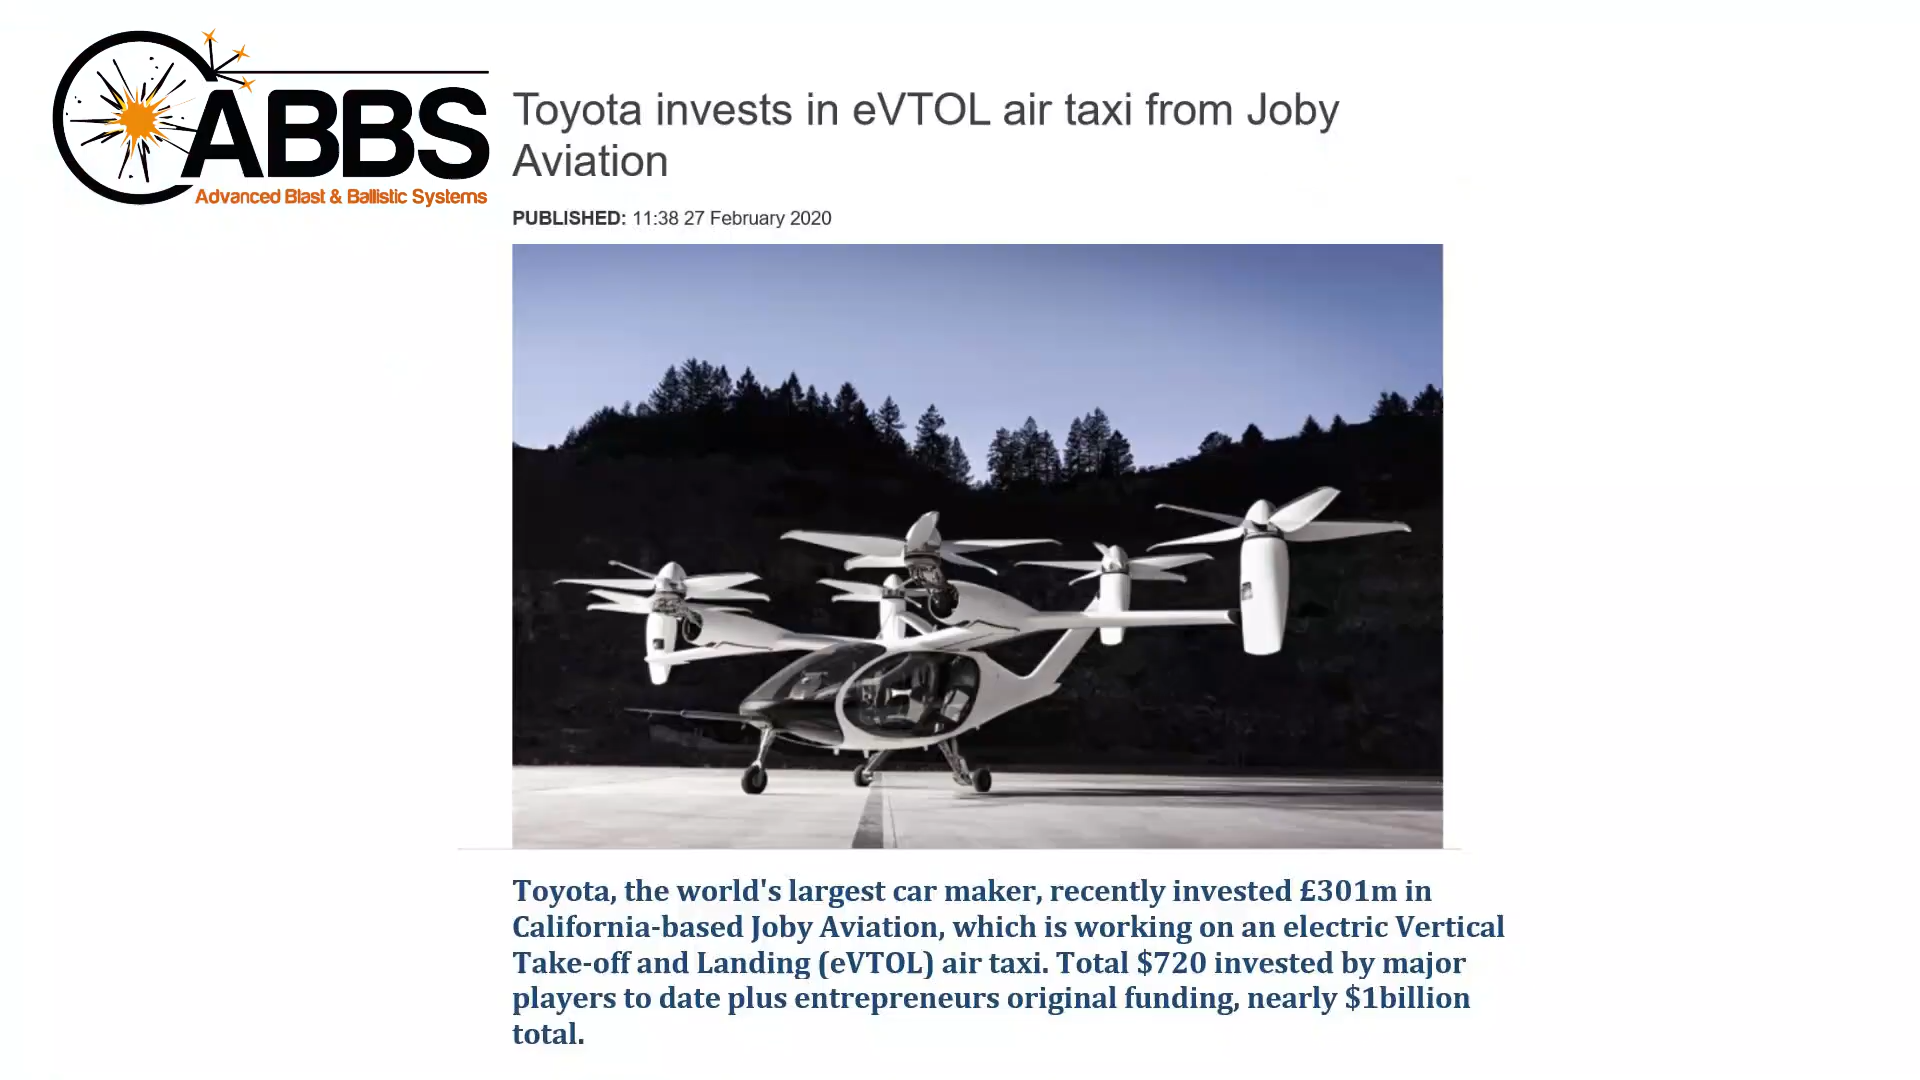 ABBS
Advanced Blast & Ballistic Systems
Toyota invests in eVTOL air taxi from Joby
Aviation
PUBLISHED: 11:38 27 February 2020
Toyota, the world's largest car maker, recently invested £301m in
California-based Joby Aviation, which is working on an electric Vertical
Take-off and Landing (eVTOL) air taxi. Total $720 invested by major
players to date plus entrepreneurs original funding, nearly $1billion
total.